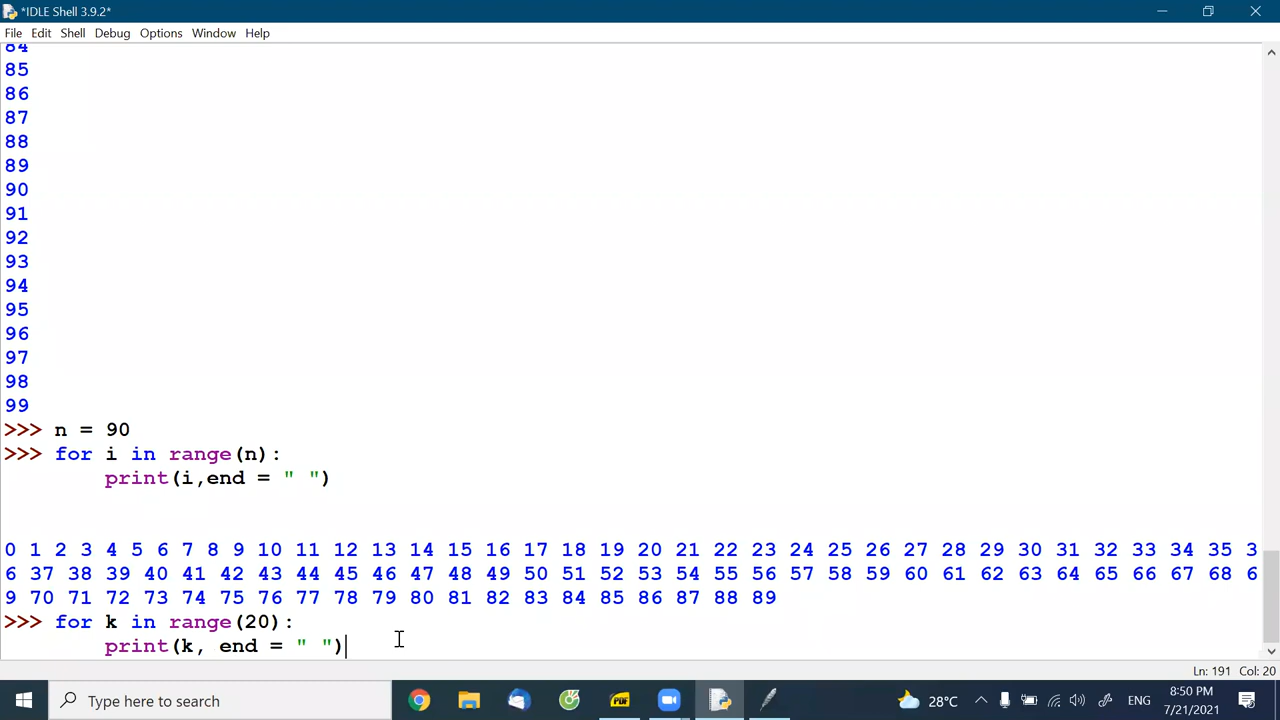 *IDLE Shell 3.9.2*
File Edit Shell Debug Options Window Help
84
85
86
87
88
89
90
91
92
93
94
95
96
97
98
99
>>> n = 90
>>> for i in range(n):
        print(i,end = " ")
0 1 2 3 4 5 6 7 8 9 10 11 12 13 14 15 16 17 18 19 20 21 22 23 24 25 26 27 28 29 30 31 32 33 34 35 3
6 37 38 39 40 41 42 43 44 45 46 47 48 49 50 51 52 53 54 55 56 57 58 59 60 61 62 63 64 65 66 67 68 6
9 70 71 72 73 74 75 76 77 78 79 80 81 82 83 84 85 86 87 88 89
>>> for k in range(20):
        print(k, end = " ")
Ln: 191 Col: 20
Type here to search
PDF
28°C
ENG
8:50 PM
7/21/2021